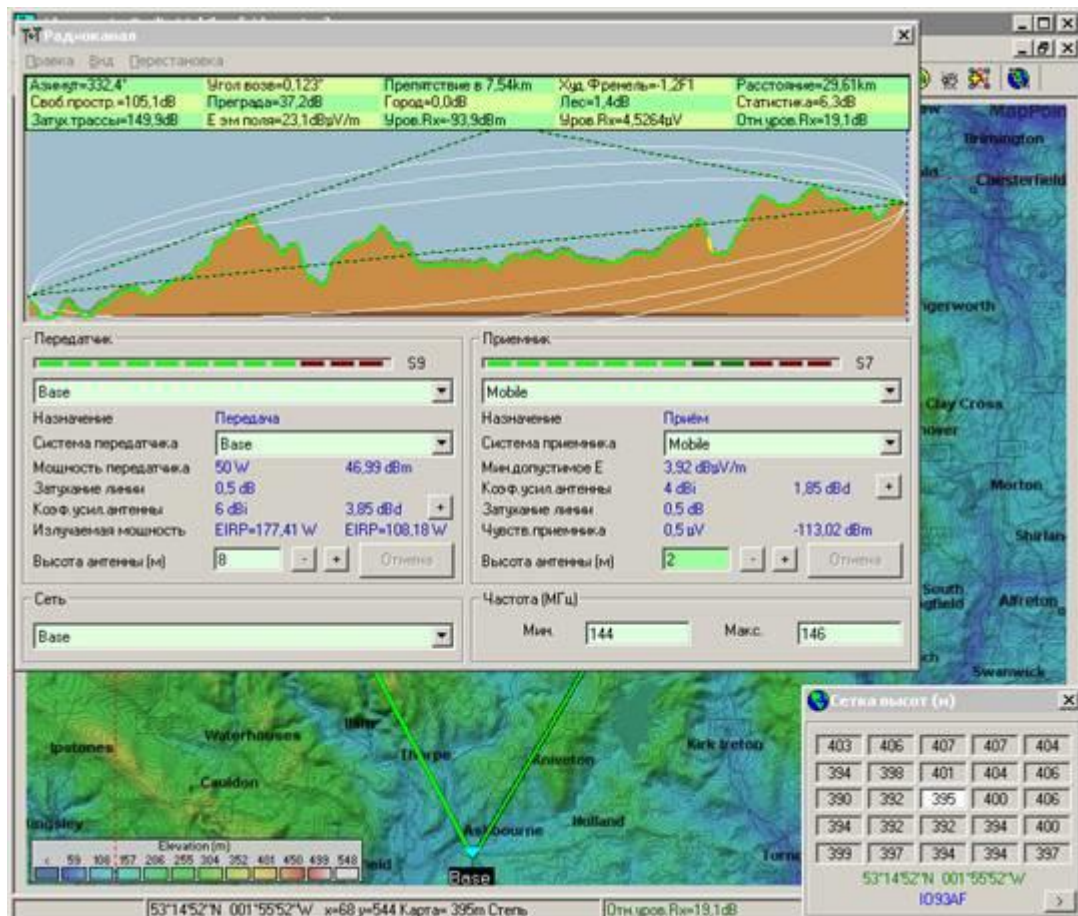 Радиоканал
Правка Вид Перестановка
Азимут=332,4° Угол возв=0,123° Препятствие в 7,54km Худ.Френель=-1,2F1 Расстояние=29,61km
Своб.простр.=105,1dB Преграда=37,2dB Город=0,0dB Лес=1,4dB Статистика=6,3dB
Затух.трассы=149,9dB E эм поля=23,1dBµV/m Уров.Rx=-93,9dBm Уров.Rx=4,5264µV Отн.уров.Rx=19,1dB
MapPoin
Brimington
Chesterfield
gerworth
Clay Cross
nower
Morton
Shirlan
South
ngfield
Alfreton
ch
Swanwick
Передатчик
S9
Base
Назначение Передача
Система передатчика Base
Мощность передатчика 50 W 46,99 dBm
Затухание линии 0,5 dB
Коэф.усил.антенны 6 dBi 3,85 dBd +
Излучаемая мощность EIRP=177,41 W EIRP=108,18 W
Высота антенны (м) 8 - + Отмена
Приемник
S7
Mobile
Назначение Приём
Система приемника Mobile
Мин.допустимое E 3,92 dBµV/m
Коэф.усил.антенны 4 dBi 1,85 dBd +
Затухание линии 0,5 dB
Чувств.приемника 0,5 µV -113,02 dBm
Высота антенны (м) 2 - + Отмена
Сеть
Base
Частота (МГц)
Мин. 144 Макс. 146
Ipstones
Waterhouses
Ilam
Thorpe
Kniveton
Kirk Ireton
Cauldon
Kingsley
Ashbourne
Hulland
Base
Elevation (m)
< 59 108 157 206 255 304 352 401 450 499 548
Сетка высот (м)
403 406 407 407 404
394 398 401 404 406
390 392 395 400 406
394 392 392 394 400
399 397 394 394 397
53°14'52"N 001°55'52"W
IO93AF
>
53°14'52"N 001°55'52"W x=68 y=544 Карта= 395m Степь
Отн.уров.Rx=19,1dB